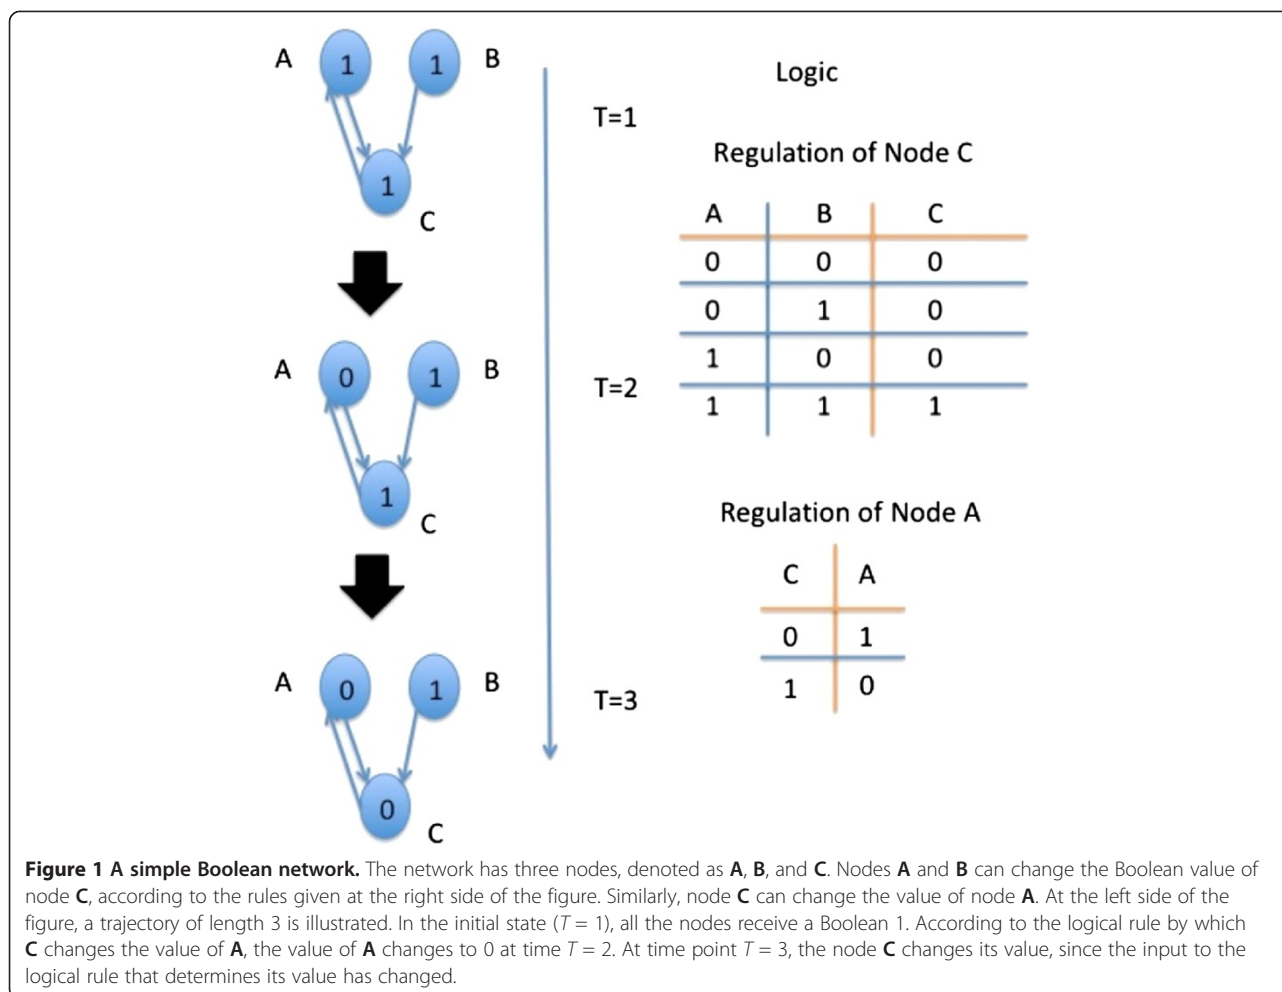 A 1 1 B
1
C
T=1
A 0 1 B
1
C
T=2
A 0 1 B
0
C
T=3
Logic
Regulation of Node C
A B C
0 0 0
0 1 0
1 0 0
1 1 1
Regulation of Node A
C A
0 1
1 0
Figure 1 A simple Boolean network. The network has three nodes, denoted as A, B, and C. Nodes A and B can change the Boolean value of
node C, according to the rules given at the right side of the figure. Similarly, node C can change the value of node A. At the left side of the
figure, a trajectory of length 3 is illustrated. In the initial state (T = 1), all the nodes receive a Boolean 1. According to the logical rule by which
C changes the value of A, the value of A changes to 0 at time T = 2. At time point T = 3, the node C changes its value, since the input to the
logical rule that determines its value has changed.